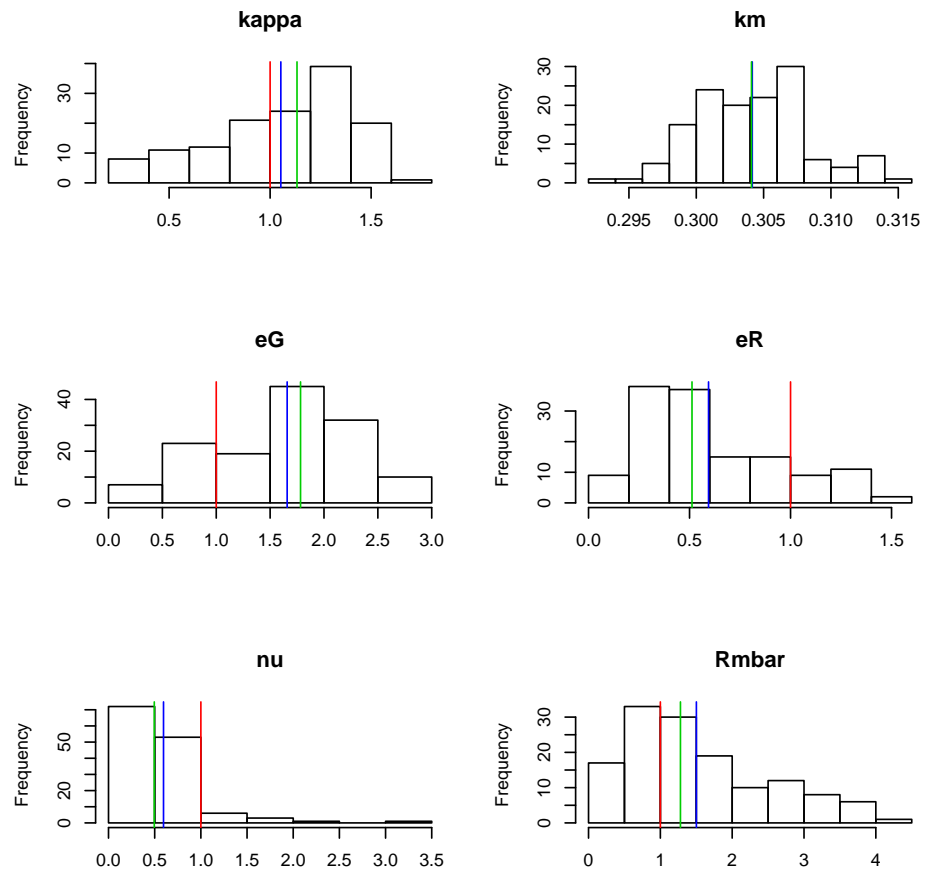 kappa
Frequency
0 10 30
0.5 1.0 1.5
km
Frequency
0 10 20 30
0.295 0.300 0.305 0.310 0.315
eG
Frequency
0 20 40
0.0 0.5 1.0 1.5 2.0 2.5 3.0
eR
Frequency
0 10 30
0.0 0.5 1.0 1.5
nu
Frequency
0 20 50
0.0 0.5 1.0 1.5 2.0 2.5 3.0 3.5
Rmbar
Frequency
0 10 20 30
0 1 2 3 4